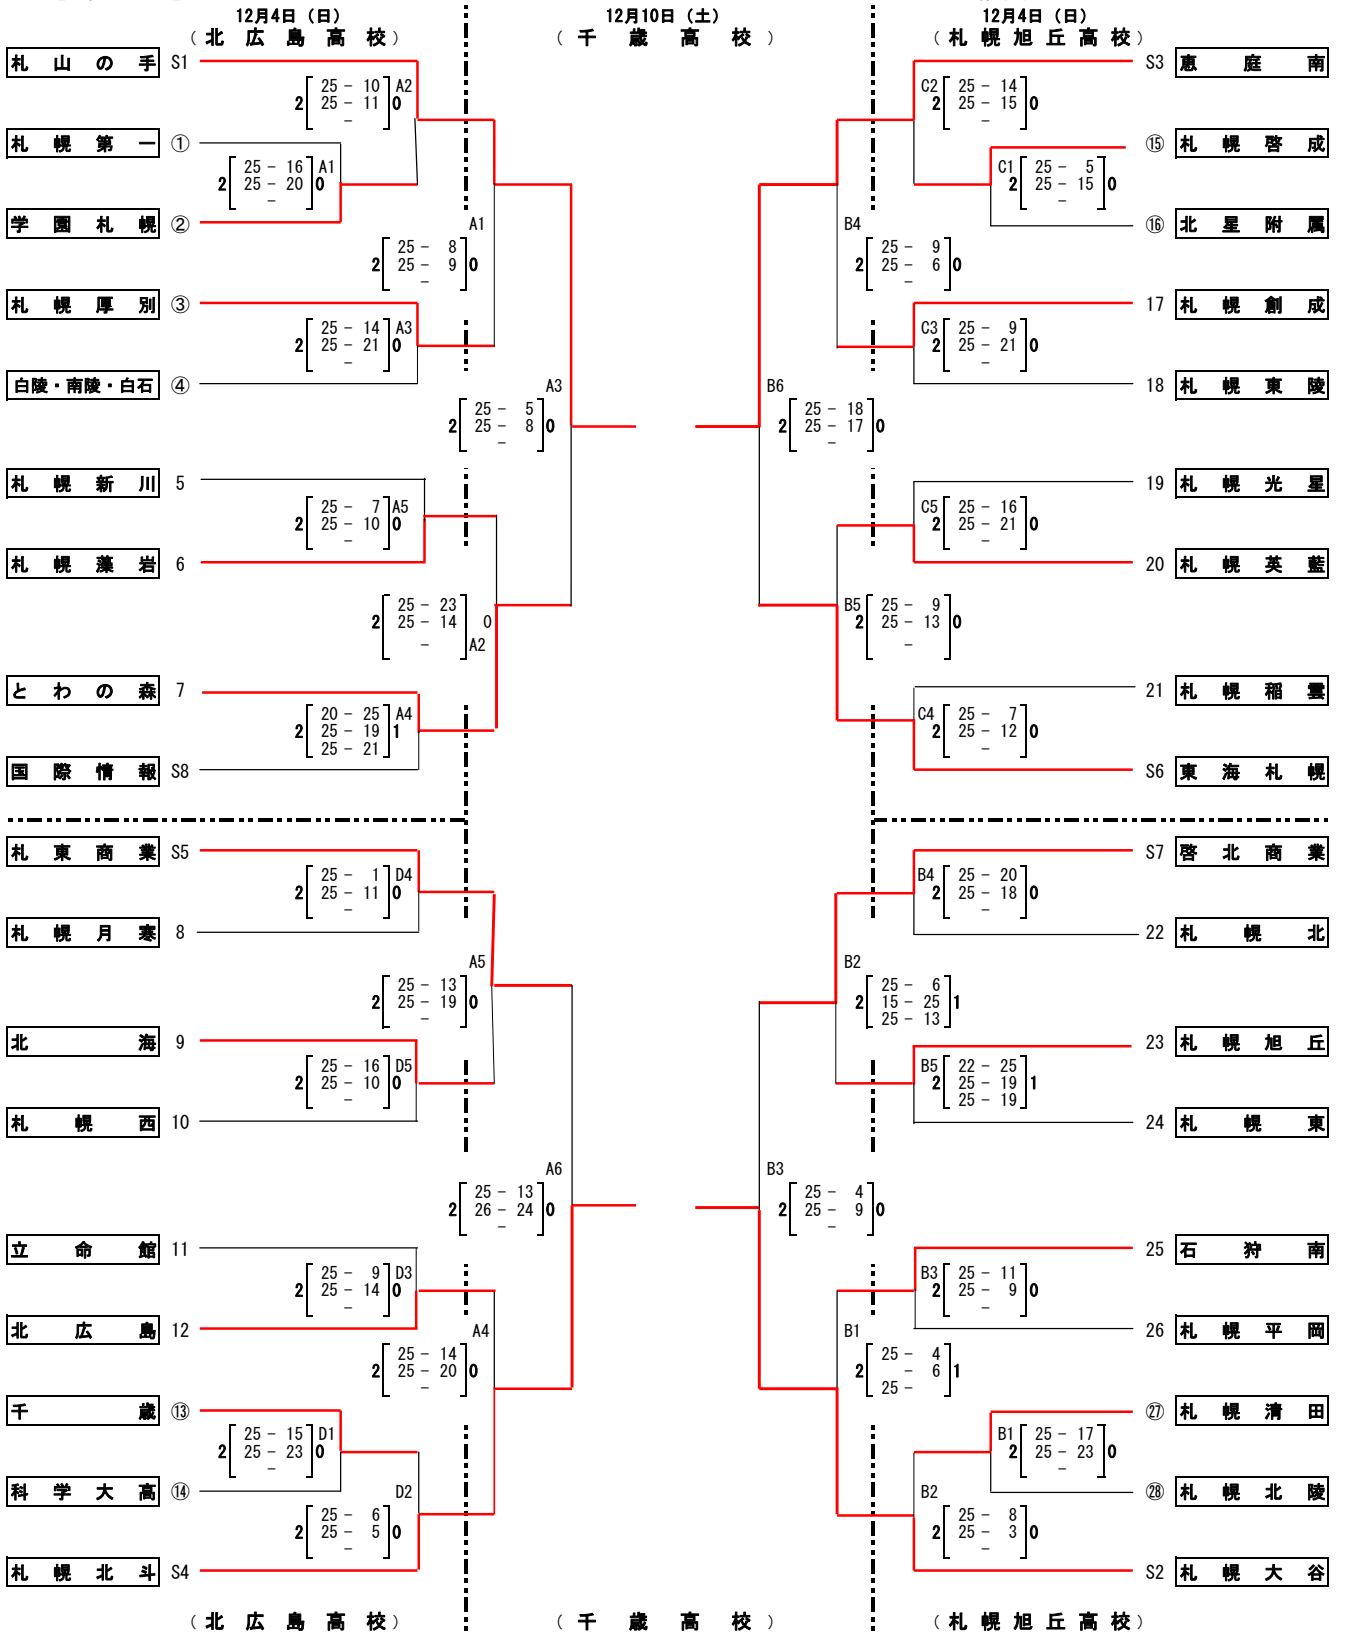 12月4日（日） 12月10日（土） 12月4日（日）
（北広島高校） （千歳高校） （札幌旭丘高校）
札山の手 S1 S3 恵庭南
2 25 - 10 A2 C2 25 - 14
25 - 11 0 2 25 - 15 0
- -
札幌第一 ① ⑮ 札幌啓成
2 25 - 16 A1 C1 25 - 5
25 - 20 0 2 25 - 15 0
- -
学園札幌 ② ⑯ 北星附属
A1 B4
2 25 - 8 25 - 9
25 - 9 0 2 25 - 6 0
- -
札幌厚別 ③ 17 札幌創成
25 - 14 A3 C3 25 - 9
2 25 - 21 0 2 25 - 21 0
- -
白陵・南陵・白石 ④ 18 札幌東陵
A3 B6
25 - 5 25 - 18
2 25 - 8 0 2 25 - 17 0
- -
札幌新川 5 19 札幌光星
25 - 7 A5 C5 25 - 16
2 25 - 10 0 2 25 - 21 0
- -
札幌藻岩 6 20 札幌英藍
25 - 23 B5 25 - 9
2 25 - 14 0 2 25 - 13 0
- A2 -
とわの森 7 21 札幌稲雲
20 - 25 A4 C4 25 - 7
2 25 - 19 1 2 25 - 12 0
25 - 21 -
国際情報 S8 S6 東海札幌
札東商業 S5 S7 啓北商業
25 - 1 D4 B4 25 - 20
2 25 - 11 0 2 25 - 18 0
- -
札幌月寒 8 22 札幌北
A5 B2
25 - 13 25 - 6
2 25 - 19 0 2 15 - 25 1
- 25 - 13
北海 9 23 札幌旭丘
25 - 16 D5 B5 22 - 25
2 25 - 10 0 2 25 - 19 1
- 25 - 19
札幌西 10 24 札幌東
A6 B3
25 - 13 25 - 4
2 26 - 24 0 2 25 - 9 0
- -
立命館 11 25 石狩南
25 - 9 D3 B3 25 - 11
2 25 - 14 0 2 25 - 9 0
- -
北広島 12 26 札幌平岡
A4 B1
25 - 14 25 - 4
2 25 - 20 0 2 - 6 1
- 25 -
千歳 ⑬ ㉗ 札幌清田
25 - 15 D1 B1 25 - 17
2 25 - 23 0 2 25 - 23 0
- -
科学大高 ⑭ ㉘ 札幌北陵
D2 B2
25 - 6 25 - 8
2 25 - 5 0 2 25 - 3 0
- -
札幌北斗 S4 S2 札幌大谷
（北広島高校） （千歳高校） （札幌旭丘高校）